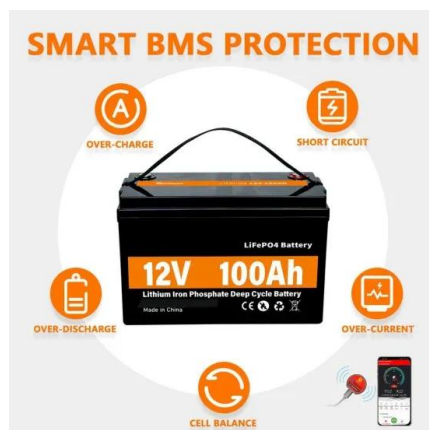 SMART BMS PROTECTION
A
OVER-CHARGE
SHORT CIRCUIT
LiFePO4 Battery
12V 100Ah
Lithium Iron Phosphate Deep Cycle Battery
Made in China
CE
OVER-DISCHARGE
OVER-CURRENT
CELL BALANCE